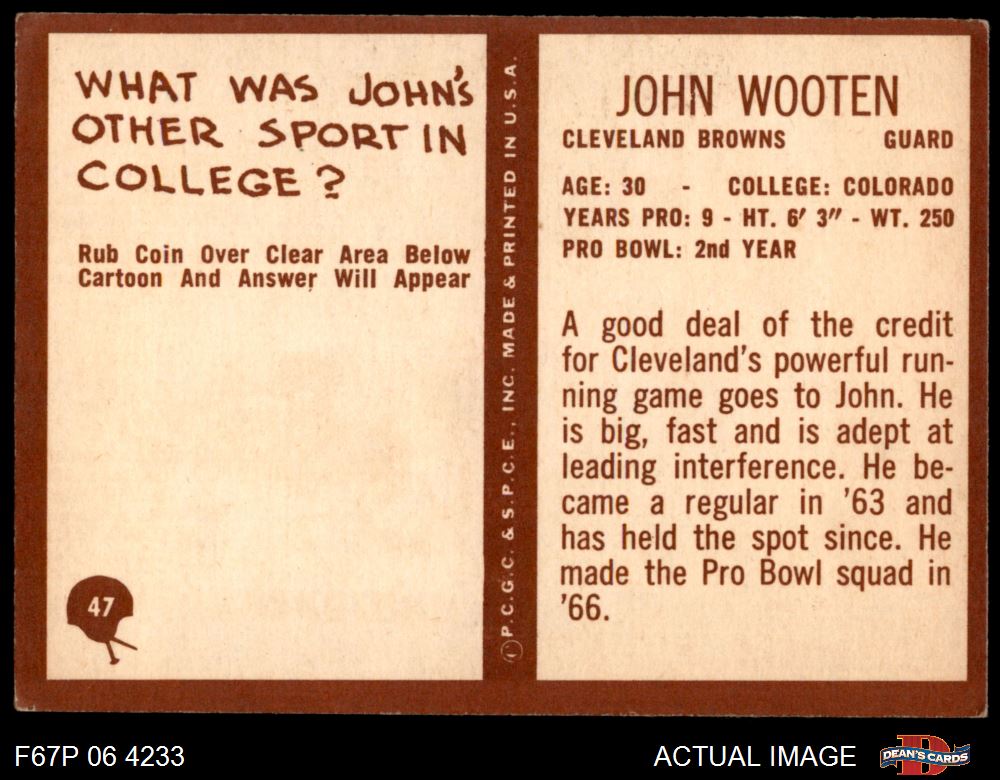 WHAT WAS JOHN'S
OTHER SPORT IN
COLLEGE?
Rub Coin Over Clear Area Below
Cartoon And Answer Will Appear
47
©P.C.G.C. & S.P.C.E., INC. MADE & PRINTED IN U.S.A.
JOHN WOOTEN
CLEVELAND BROWNS GUARD
AGE: 30 - COLLEGE: COLORADO
YEARS PRO: 9 - HT. 6' 3" - WT. 250
PRO BOWL: 2nd YEAR
A good deal of the credit
for Cleveland's powerful run-
ning game goes to John. He
is big, fast and is adept at
leading interference. He be-
came a regular in '63 and
has held the spot since. He
made the Pro Bowl squad in
'66.
F67P 06 4233
ACTUAL IMAGE
DEAN'S CARDS